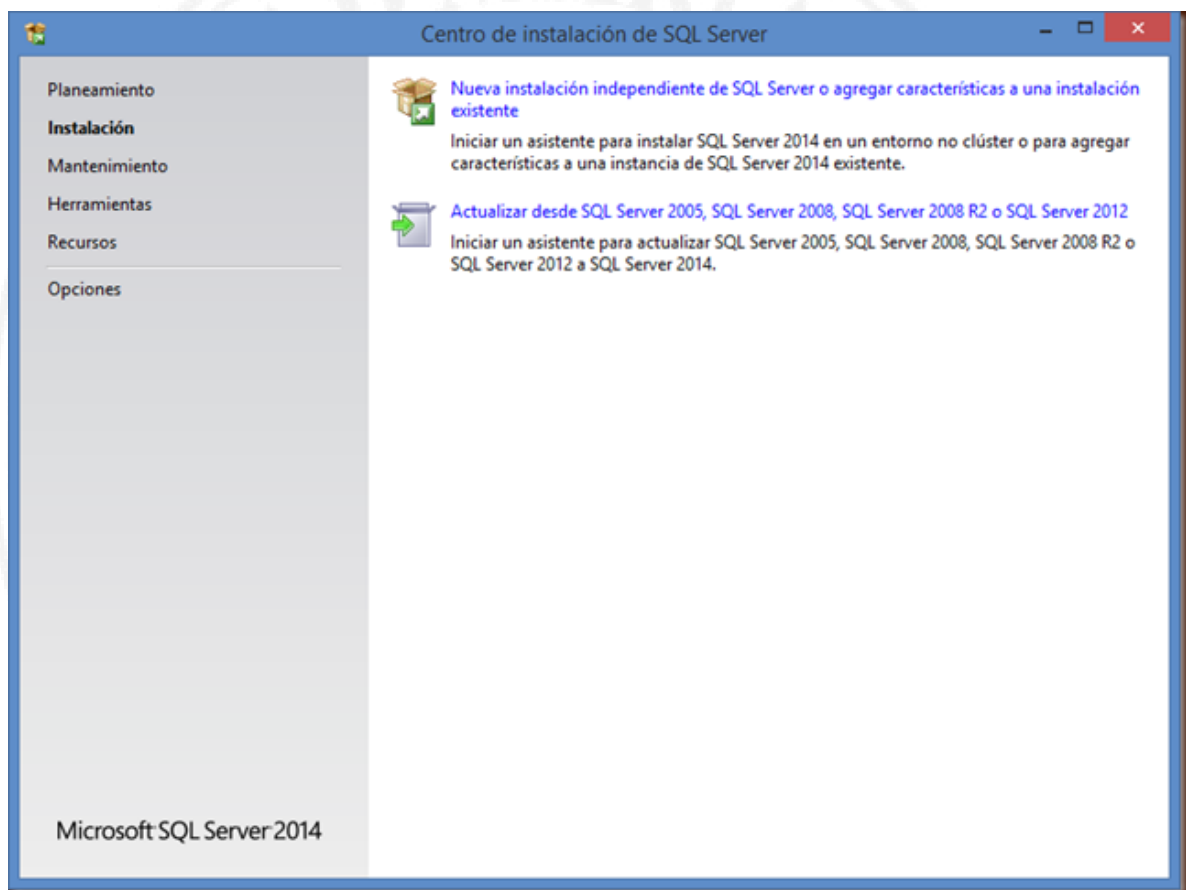 Centro de instalación de SQL Server
Planeamiento
Instalación
Mantenimiento
Herramientas
Recursos
Opciones
Microsoft SQL Server 2014
Nueva instalación independiente de SQL Server o agregar características a una instalación
existente
Iniciar un asistente para instalar SQL Server 2014 en un entorno no clúster o para agregar
características a una instancia de SQL Server 2014 existente.
Actualizar desde SQL Server 2005, SQL Server 2008, SQL Server 2008 R2 o SQL Server 2012
Iniciar un asistente para actualizar SQL Server 2005, SQL Server 2008, SQL Server 2008 R2 o
SQL Server 2012 a SQL Server 2014.